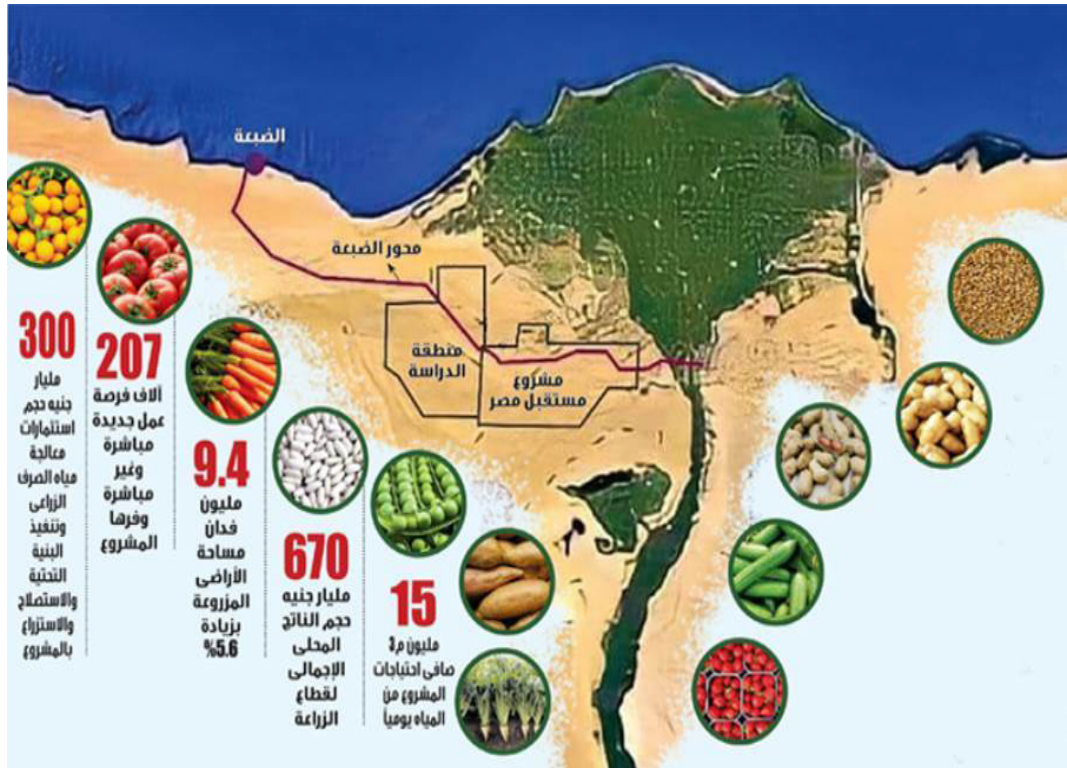 الضبعة
محور الضبعة
منطقة
الدراسة
مشروع
مستقبل مصر
15
مليون م3
صافى احتياجات
المشروع من
المياه يومياً
670
مليار جنيه
حجم الناتج
المحلى
الإجمالى
لقطاع
الزراعة
9.4
مليون
فدان
مساحة
الأراضى
المزروعة
بزيادة
5.6%
207
آلاف فرصة
عمل جديدة
مباشرة
وغير
مباشرة
وفرها
المشروع
300
مليار
جنيه حجم
استثمارات
معالجة
مياه الصرف
الزراعى
وتنفيذ
البنية
التحتية
والاستصلاح
والاستزراع
بالمشروع